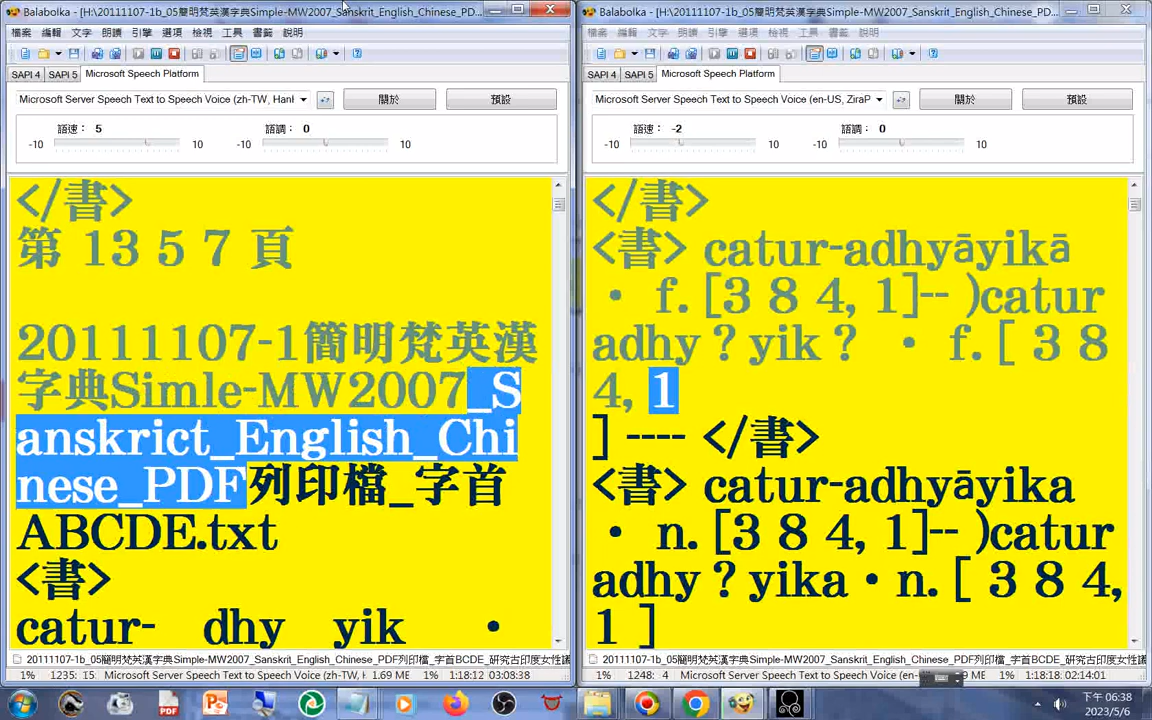 Balabolka - [H:\20111107-1b_05簡明梵英漢字典Simple-MW2007_Sanskrit_English_Chinese_PD...
檔案 編輯 文字 朗讀 引擎 選項 檢視 工具 書籤 說明
SAPI 4 SAPI 5 Microsoft Speech Platform
Microsoft Server Speech Text to Speech Voice (zh-TW, Hanl
關於 預設
語速： 5 語調： 0
-10 10 -10 10
</書>
第 13 5 7 頁
20111107-1簡明梵英漢
字典Simle-MW2007_S
anskrict_English_Chi
nese_PDF列印檔_字首
ABCDE.txt
<書>
catur- dhy yik •
20111107-1b_05簡明梵英漢字典Simple-MW2007_Sanskrit_English_Chinese_PDF列印檔_字首BCDE_研究古印度女性議
1% 1235: 15 Microsoft Server Speech Text to Speech Voice (zh-TW, H 1.69 ME 1% 1:18:12 03:08:38
Balabolka - [H:\20111107-1b_05簡明梵英漢字典Simple-MW2007_Sanskrit_English_Chinese_PD...
檔案 編輯 文字 朗讀 引擎 選項 檢視 工具 書籤 說明
SAPI 4 SAPI 5 Microsoft Speech Platform
Microsoft Server Speech Text to Speech Voice (en-US, ZiraP
關於 預設
語速： -2 語調： 0
-10 10 -10 10
</書>
<書> catur-adhyāyikā
• f. [3 8 4, 1]-- )catur
adhy ? yik ? • f. [ 3 8
4, 1
] ---- </書>
<書> catur-adhyāyika
• n. [3 8 4, 1]-- )catur
adhy ? yika • n. [ 3 8 4,
1 ]
20111107-1b_05簡明梵英漢字典Simple-MW2007_Sanskrit_English_Chinese_PDF列印檔_字首BCDE_研究古印度女性議
1% 1248: 4 Microsoft Server Speech Text to Speech Voice (en-U 1% 1:18:18 02:14:01
PDF
下午 06:38
2023/5/6